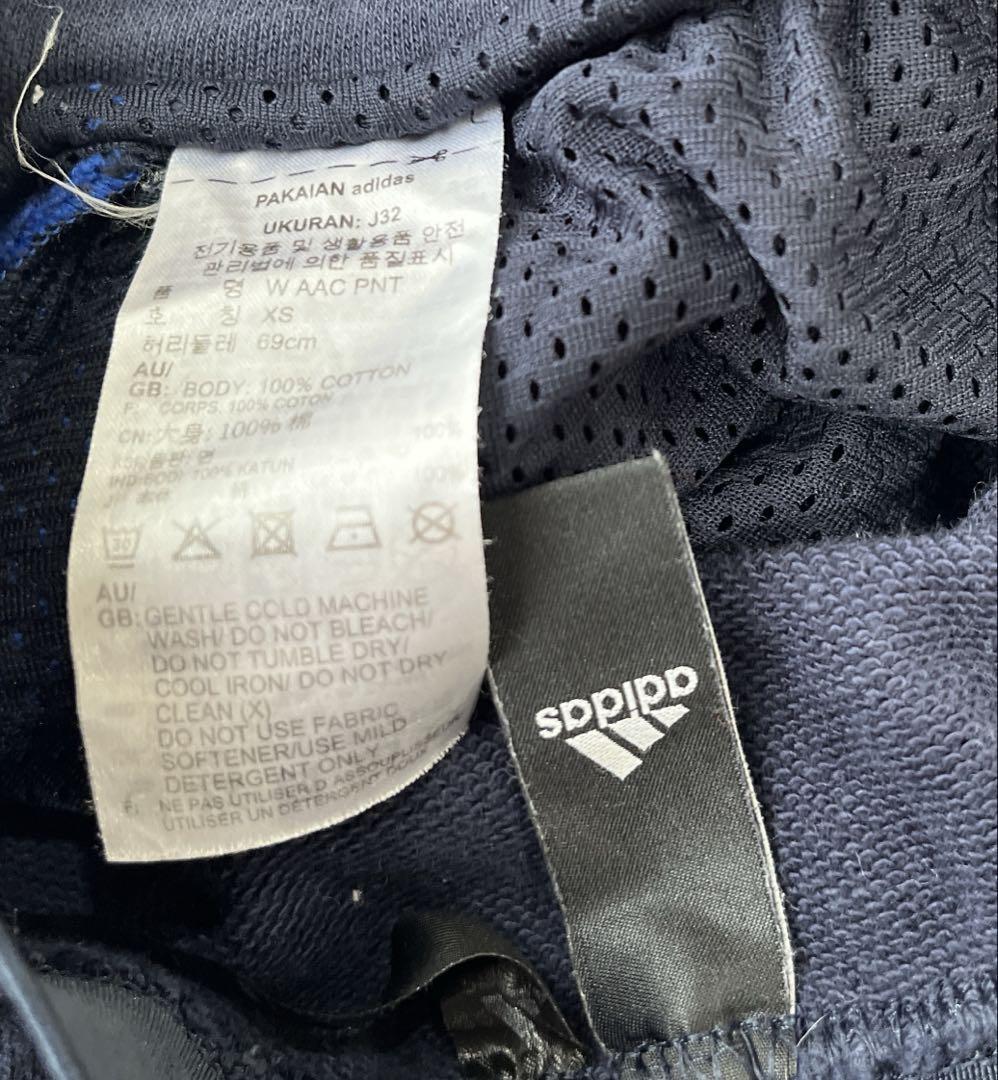 PAKAIAN adidas
UKURAN: J32
전기용품 및 생활용품 안전
관리법에 의한 품질표시
품 명 W AAC PNT
호 칭 XS
허리둘레 69cm
AU/
GB: BODY: 100% COTTON
F: CORPS: 100% COTON
CN: 大身: 100% 棉
100%
IND-BODI: 100% KATUN
100%
30
AU/
GB: GENTLE COLD MACHINE
WASH/ DO NOT BLEACH/
DO NOT TUMBLE DRY/
COOL IRON/ DO NOT DRY
CLEAN (X)
DO NOT USE FABRIC
SOFTENER/USE MILD
DETERGENT ONLY
F: NE PAS UTILISER D
UTILISER UN
adidas